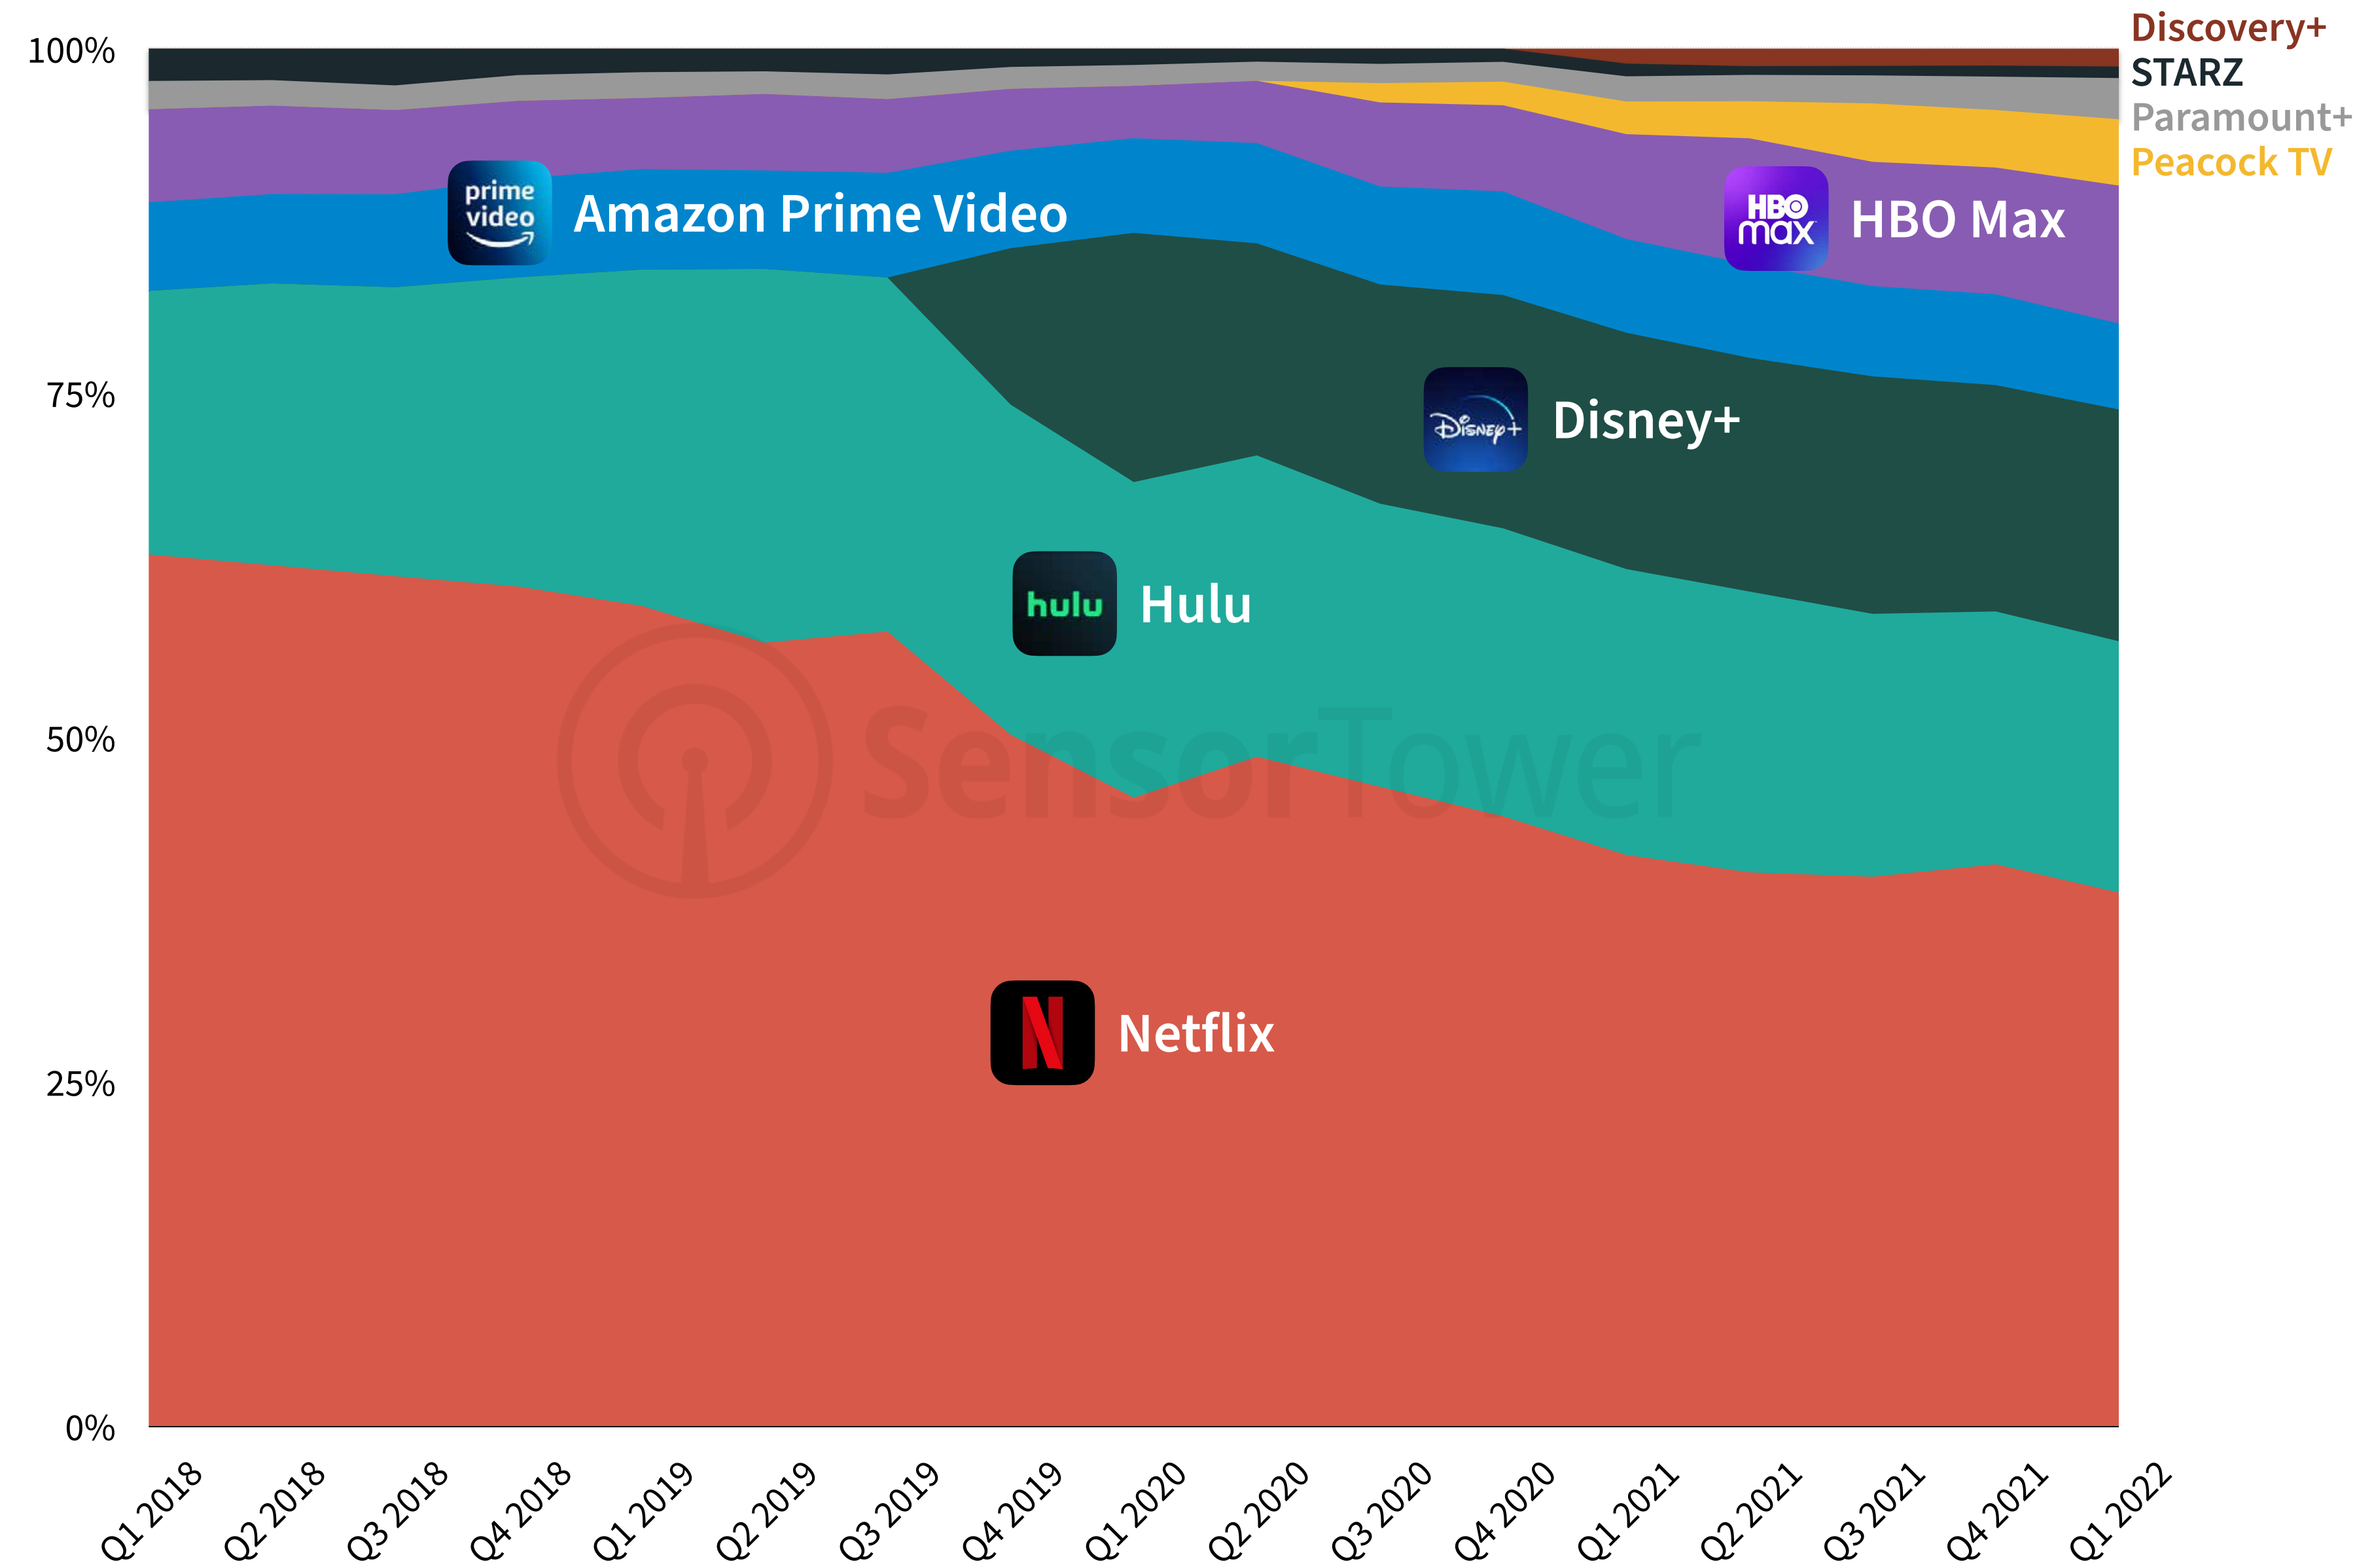 Discovery+
100%
STARZ
Paramount+
Peacock TV
prime
video
Amazon Prime Video
HBO
max
HBO Max
75%
Disney+
Disney+
hulu
Hulu
50%
SensorTower
N
Netflix
25%
0%
Q1 2018
Q2 2018
Q3 2018
Q4 2018
Q1 2019
Q2 2019
Q3 2019
Q4 2019
Q1 2020
Q2 2020
Q3 2020
Q4 2020
Q1 2021
Q2 2021
Q3 2021
Q4 2021
Q1 2022